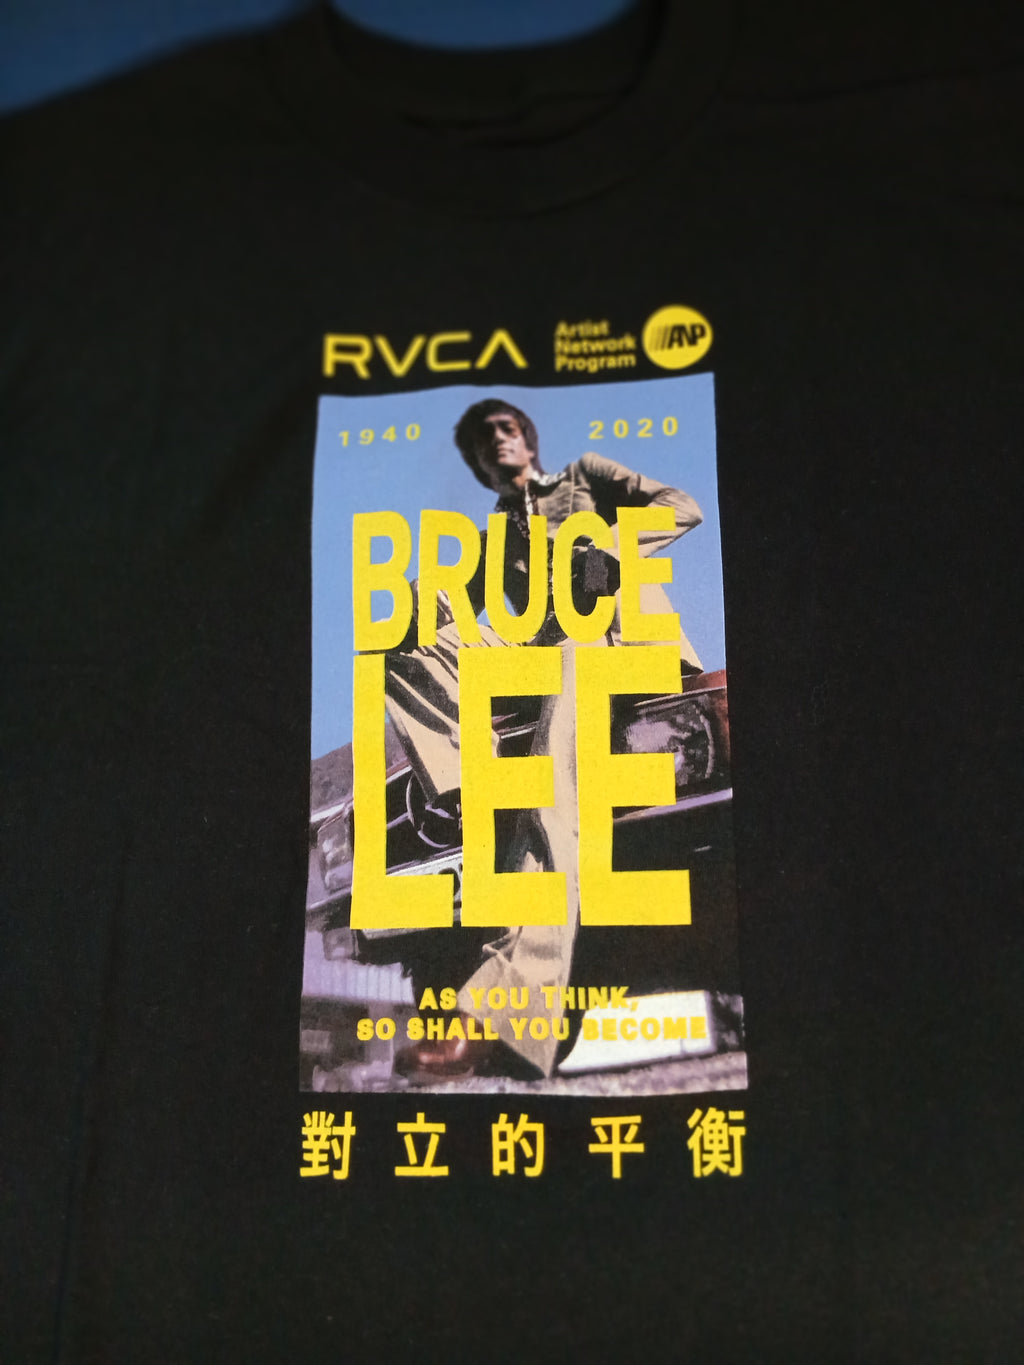 RVCA
Artist
Network
Program
ANP
1940 2020
BRUCE
LEE
AS YOU THINK,
SO SHALL YOU BECOME
對立的平衡